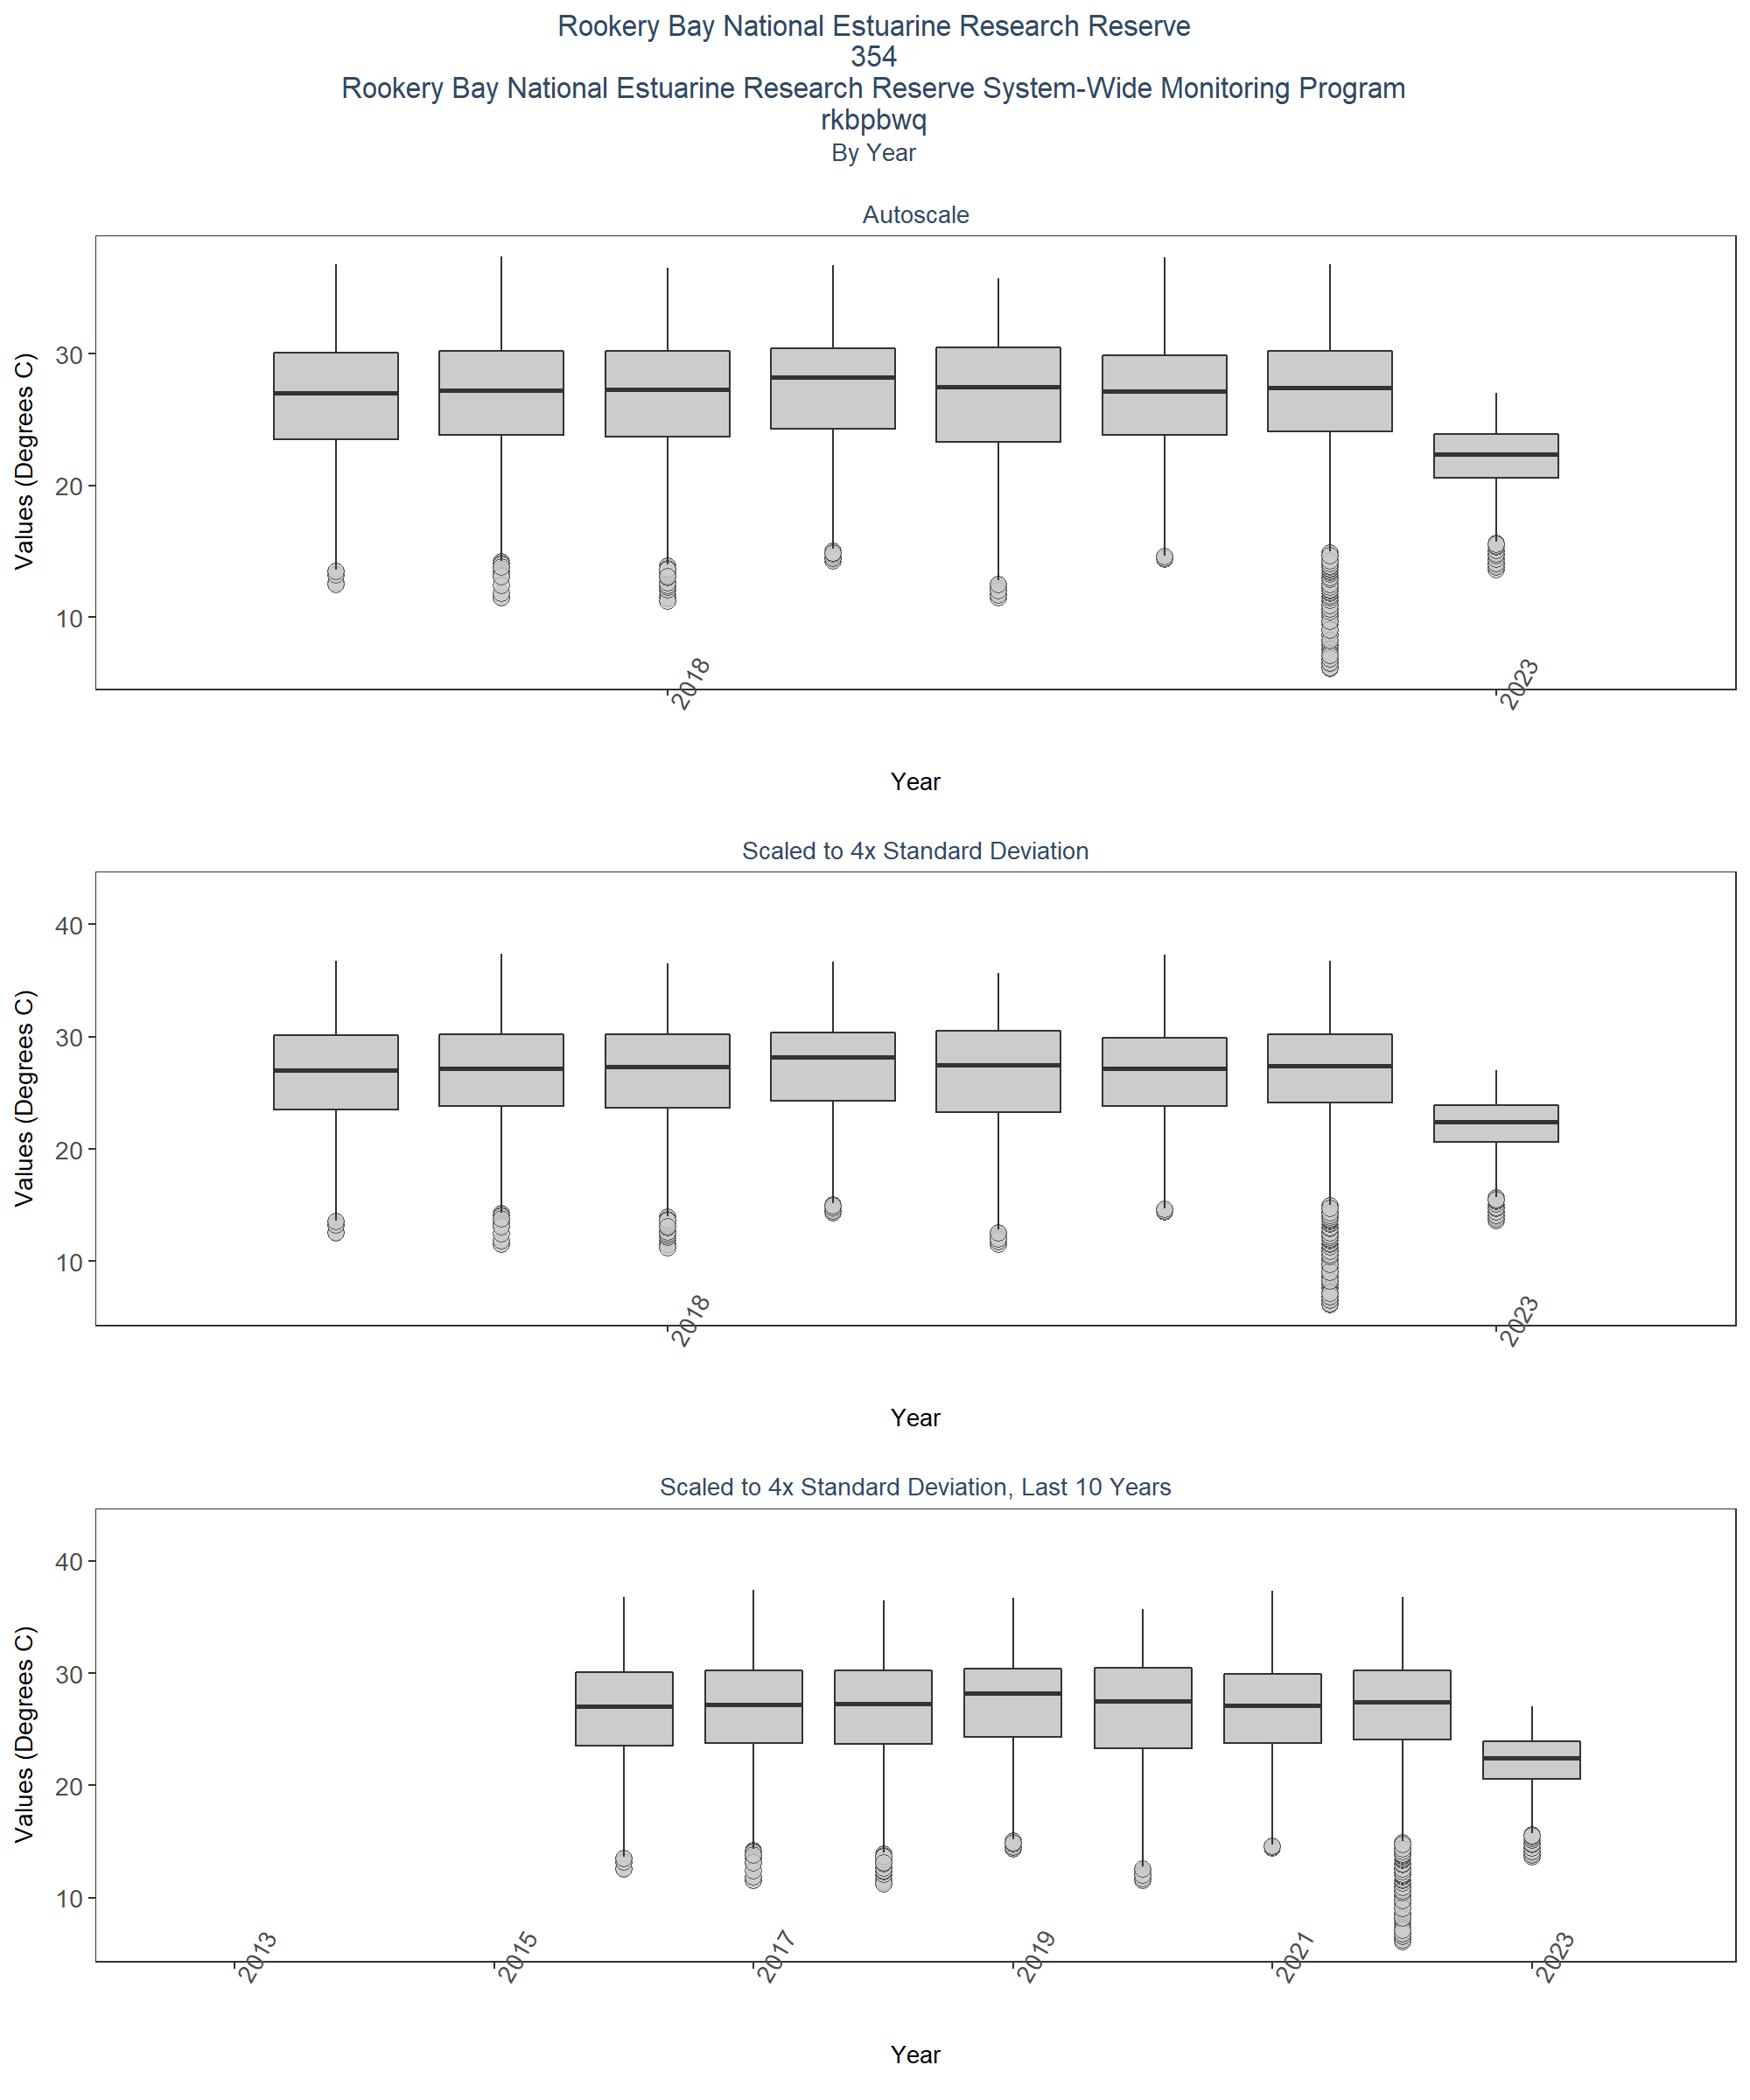 Rookery Bay National Estuarine Research Reserve
354
Rookery Bay National Estuarine Research Reserve System-Wide Monitoring Program
rkbpbwq
By Year
Autoscale
Values (Degrees C)
30
20
10
2018
2023
Year
Scaled to 4x Standard Deviation
Values (Degrees C)
40
30
20
10
2018
2023
Year
Scaled to 4x Standard Deviation, Last 10 Years
Values (Degrees C)
40
30
20
10
2013
2015
2017
2019
2021
2023
Year